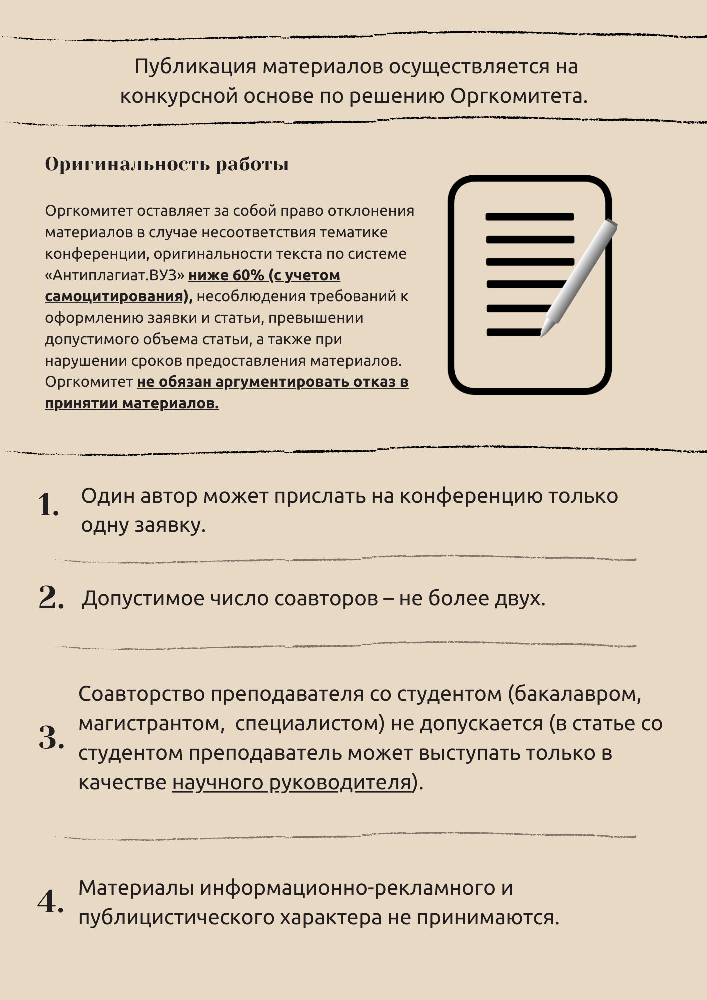 Публикация материалов осуществляется на
конкурсной основе по решению Оргкомитета.
Оригинальность работы
Оргкомитет оставляет за собой право отклонения
материалов в случае несоответствия тематике
конференции, оригинальности текста по системе
«Антиплагиат.ВУЗ» ниже 60% (с учетом
самоцитирования), несоблюдения требований к
оформлению заявки и статьи, превышении
допустимого объема статьи, а также при
нарушении сроков предоставления материалов.
Оргкомитет не обязан аргументировать отказ в
принятии материалов.
1. Один автор может прислать на конференцию только
одну заявку.
2. Допустимое число соавторов – не более двух.
3. Соавторство преподавателя со студентом (бакалавром,
магистрантом,  специалистом) не допускается (в статье со
студентом преподаватель может выступать только в
качестве научного руководителя).
4. Материалы информационно-рекламного и
публицистического характера не принимаются.